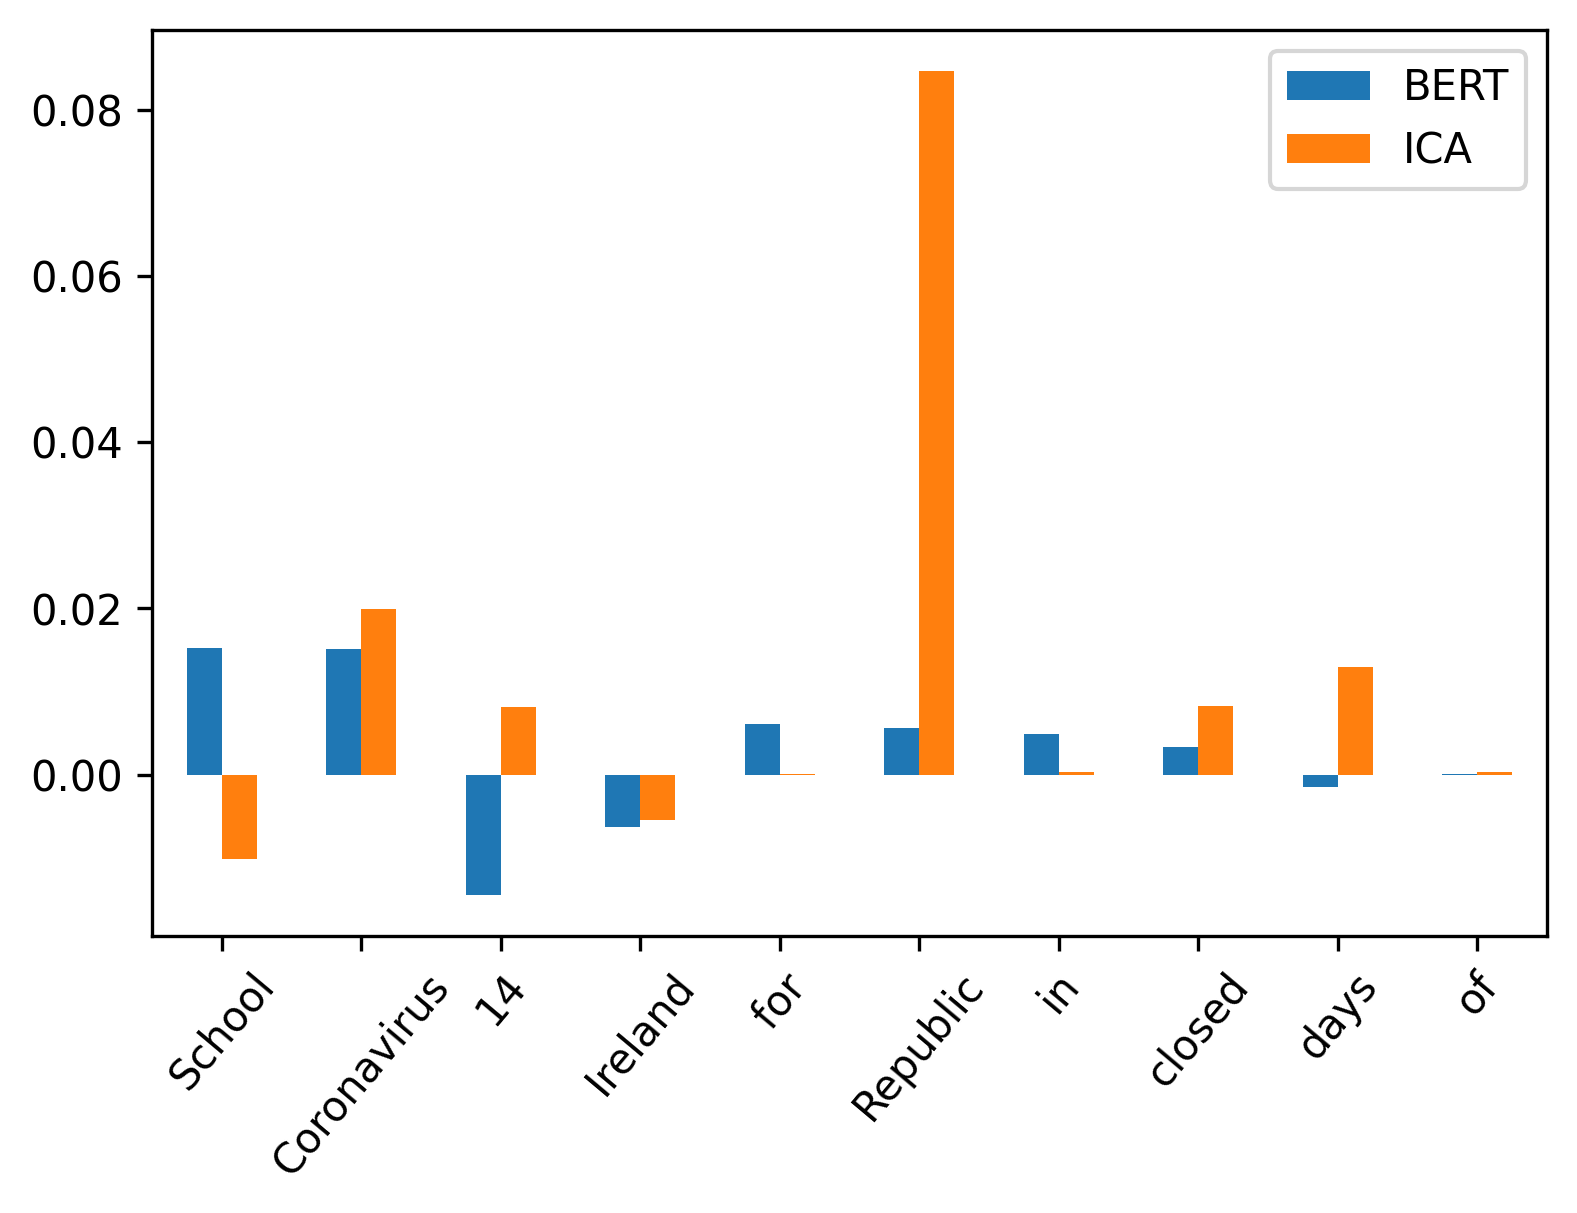 BERT
ICA
0.08
0.06
0.04
0.02
0.00
School
Coronavirus
14
Ireland
for
Republic
in
closed
days
of